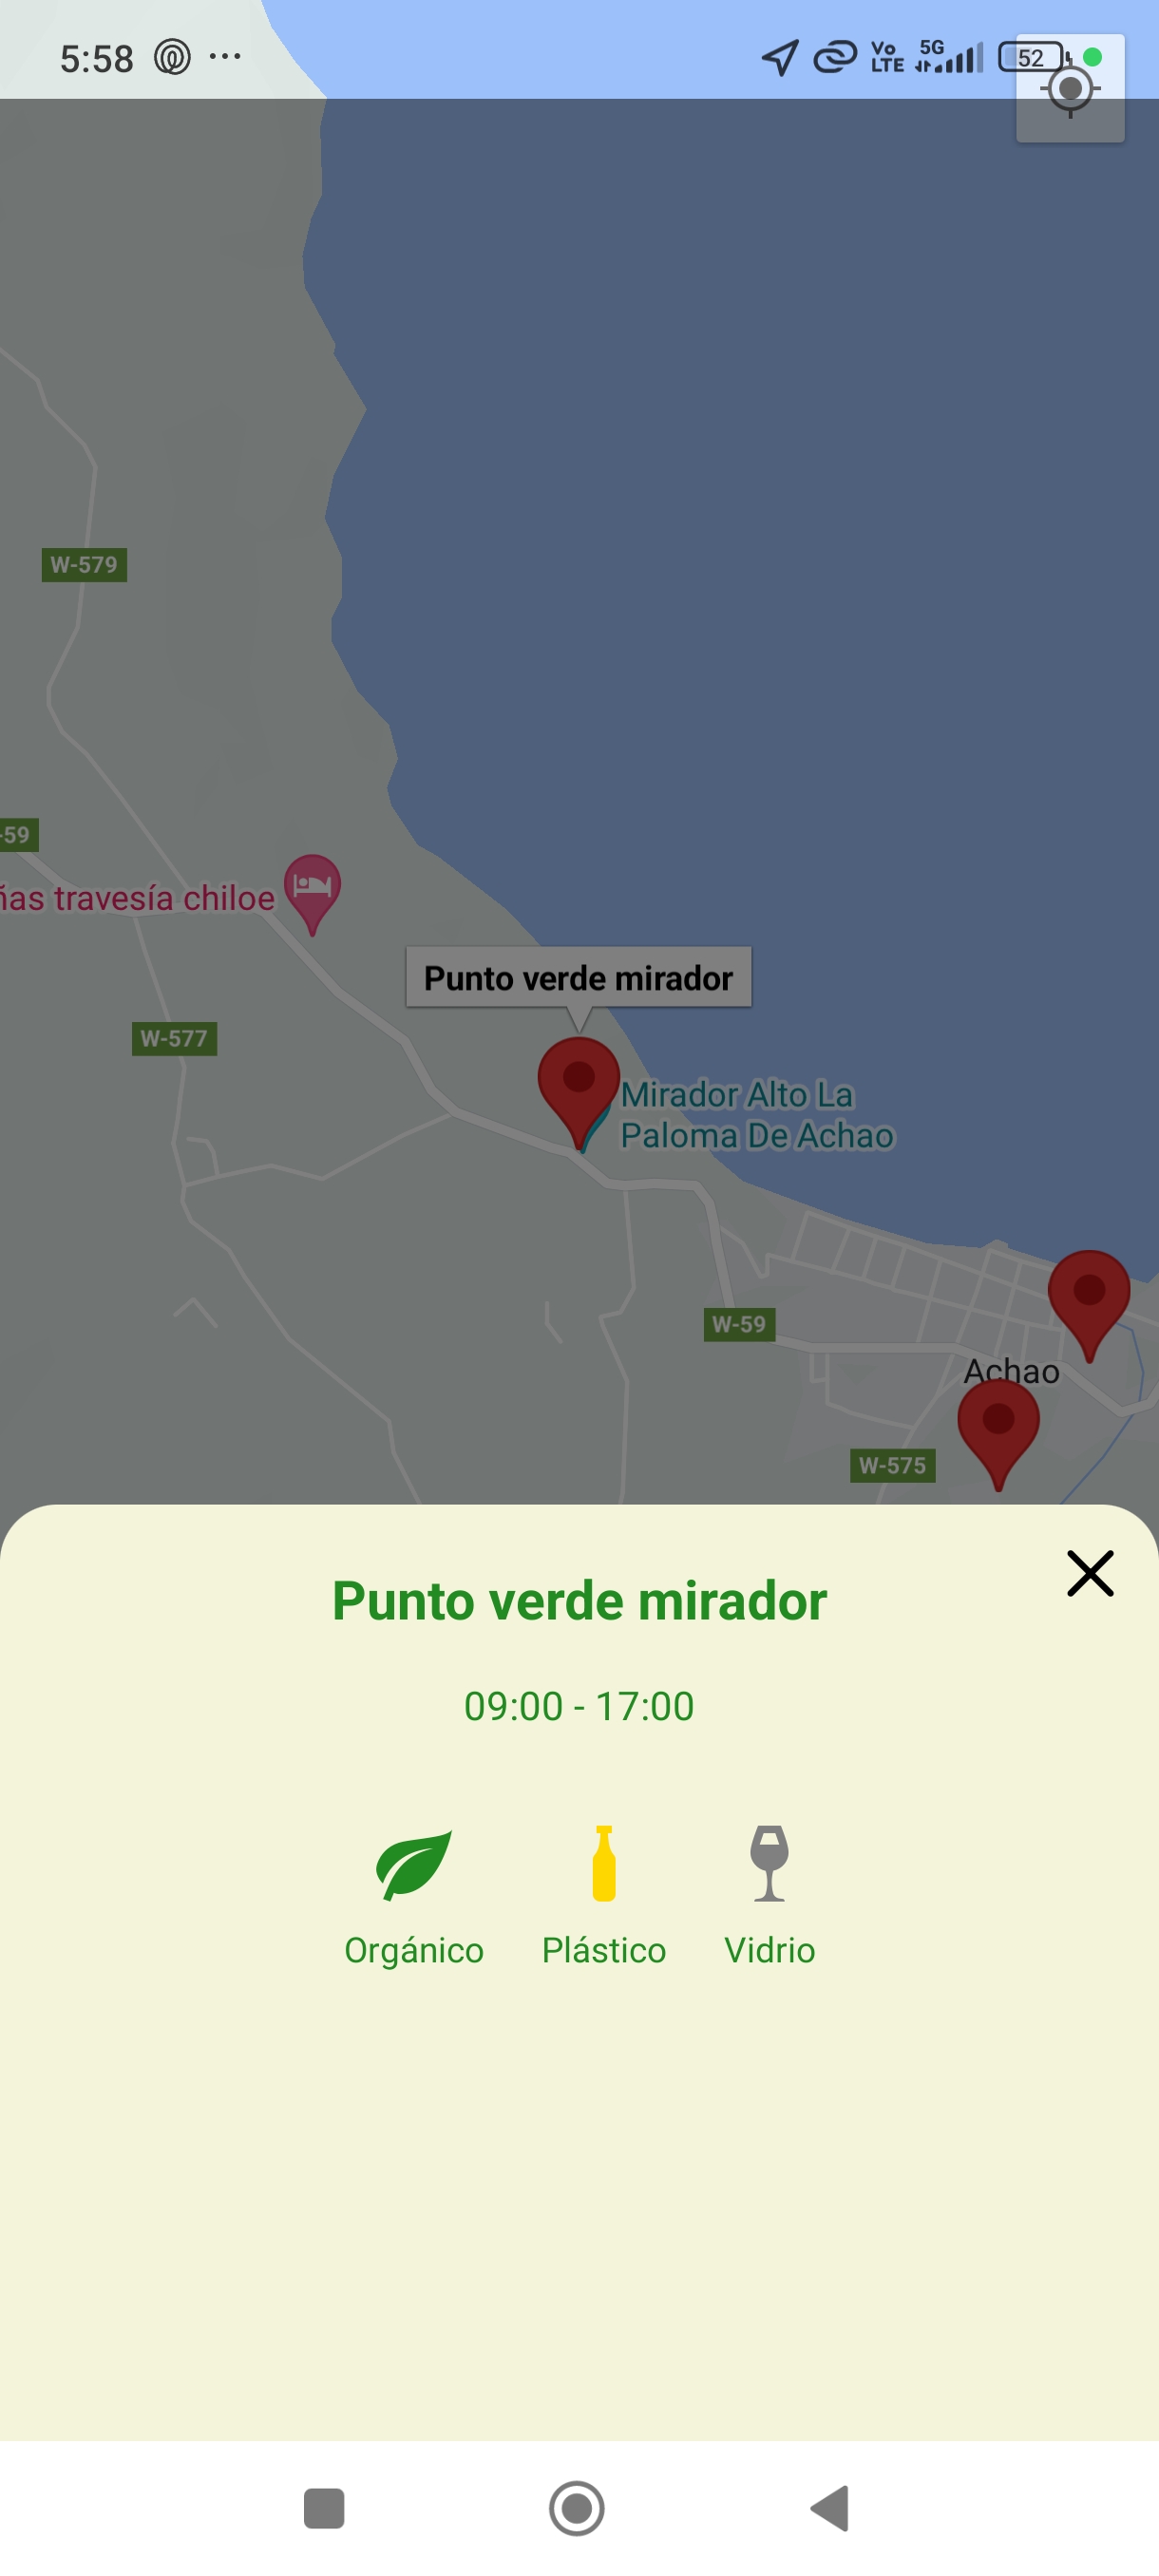 5:58
Vo LTE
5G
52
W-579
-59
ñas travesía chiloe
Punto verde mirador
W-577
Mirador Alto La
Paloma De Achao
W-59
Achao
W-575
Punto verde mirador
09:00 - 17:00
Orgánico Plástico Vidrio